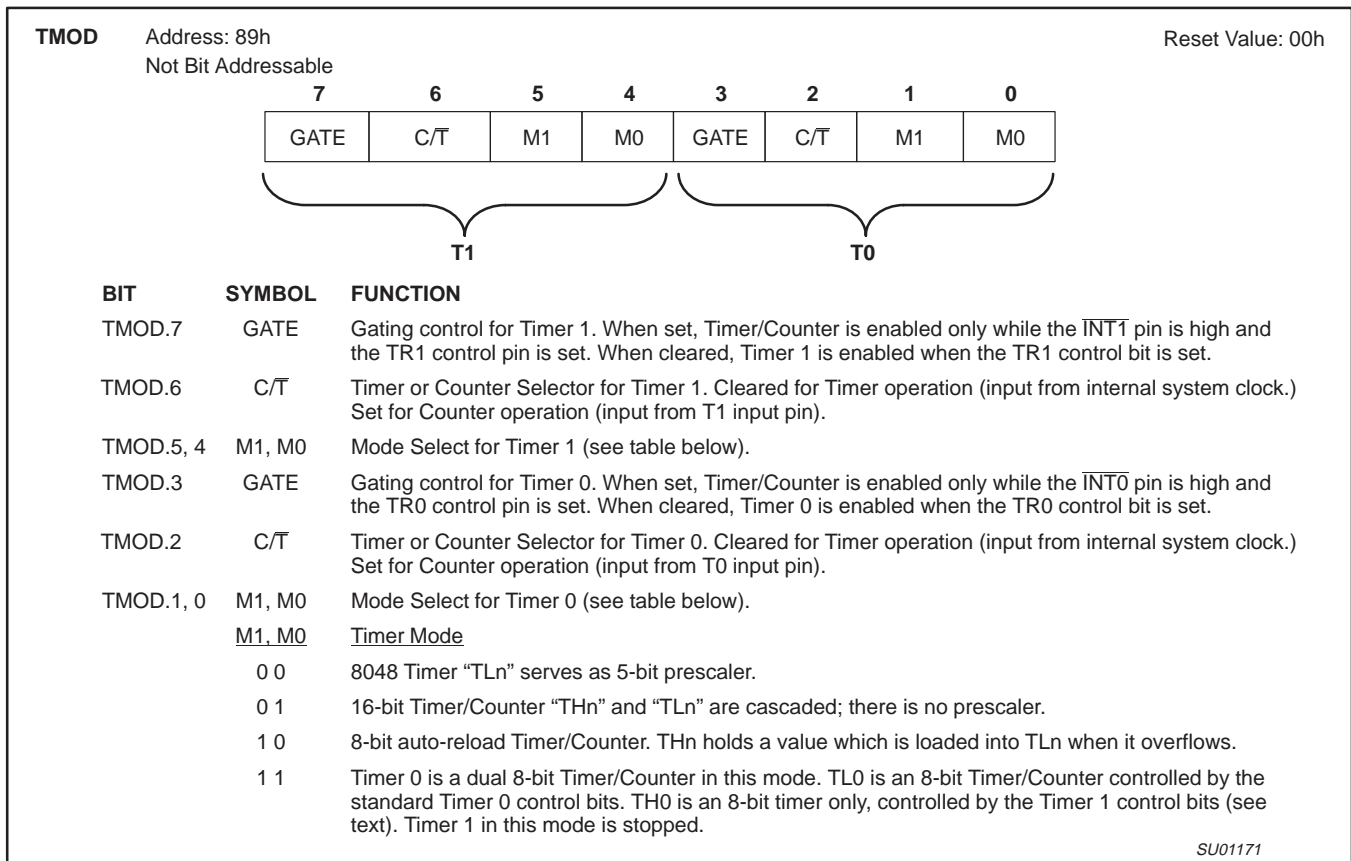 TMOD Address: 89h Reset Value: 00h
Not Bit Addressable
7 6 5 4 3 2 1 0
GATE C/T̅ M1 M0 GATE C/T̅ M1 M0
T1 T0
BIT SYMBOL FUNCTION
TMOD.7 GATE Gating control for Timer 1. When set, Timer/Counter is enabled only while the I̅N̅T̅1̅ pin is high and
the TR1 control pin is set. When cleared, Timer 1 is enabled when the TR1 control bit is set.
TMOD.6 C/T̅ Timer or Counter Selector for Timer 1. Cleared for Timer operation (input from internal system clock.)
Set for Counter operation (input from T1 input pin).
TMOD.5, 4 M1, M0 Mode Select for Timer 1 (see table below).
TMOD.3 GATE Gating control for Timer 0. When set, Timer/Counter is enabled only while the I̅N̅T̅0̅ pin is high and
the TR0 control pin is set. When cleared, Timer 0 is enabled when the TR0 control bit is set.
TMOD.2 C/T̅ Timer or Counter Selector for Timer 0. Cleared for Timer operation (input from internal system clock.)
Set for Counter operation (input from T0 input pin).
TMOD.1, 0 M1, M0 Mode Select for Timer 0 (see table below).
M1, M0 Timer Mode
0 0 8048 Timer “TLn” serves as 5-bit prescaler.
0 1 16-bit Timer/Counter “THn” and “TLn” are cascaded; there is no prescaler.
1 0 8-bit auto-reload Timer/Counter. THn holds a value which is loaded into TLn when it overflows.
1 1 Timer 0 is a dual 8-bit Timer/Counter in this mode. TL0 is an 8-bit Timer/Counter controlled by the
standard Timer 0 control bits. TH0 is an 8-bit timer only, controlled by the Timer 1 control bits (see
text). Timer 1 in this mode is stopped.
SU01171